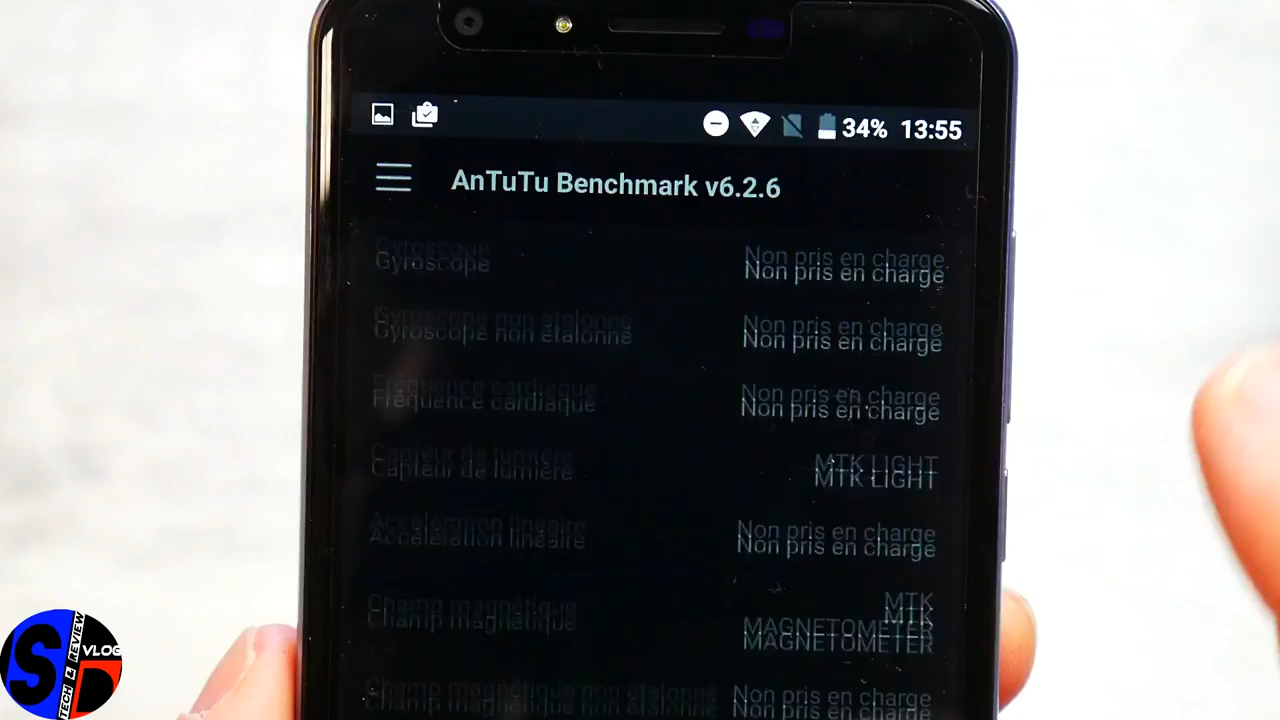 34% 13:55
AnTuTu Benchmark v6.2.6
Gyroscope Non pris en charge
Gyroscope non étalonné Non pris en charge
Fréquence cardiaque Non pris en charge
Capteur de lumière MTK LIGHT
Accélération linéaire Non pris en charge
Champ magnétique MTK
MAGNETOMETER
Champ magnétique non étalonné Non pris en charge
SD
TECH & REVIEW
VLOG